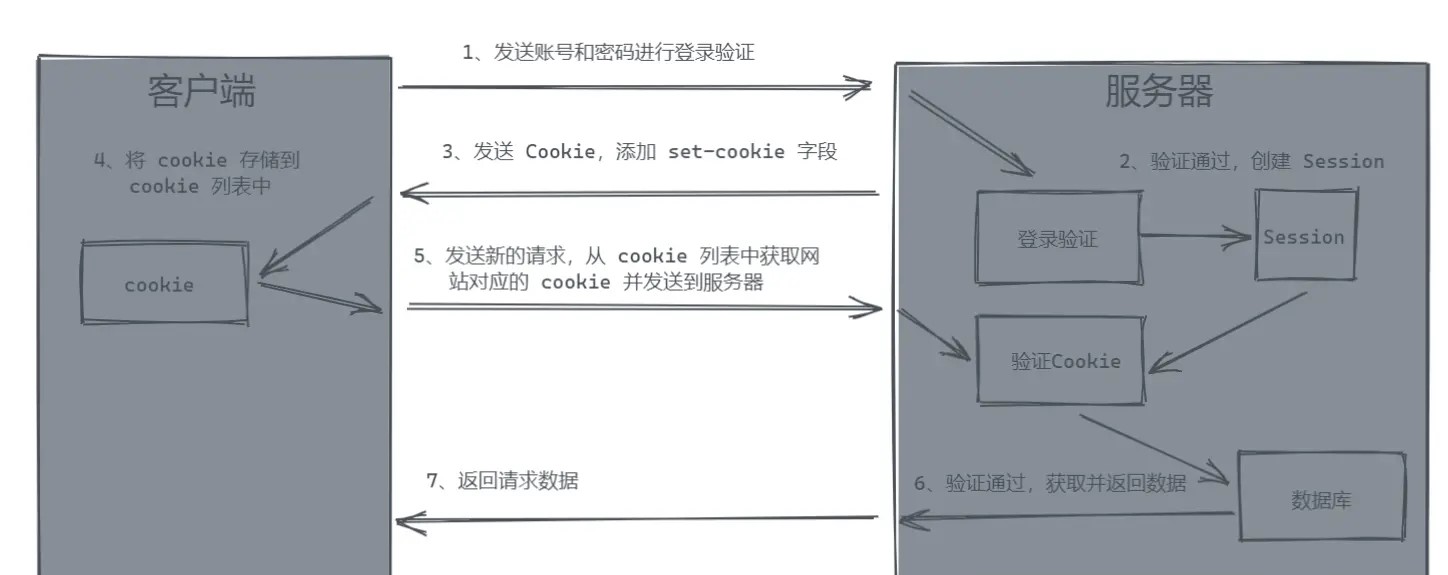 1、发送账号和密码进行登录验证
客户端
服务器
3、发送 Cookie，添加 set-cookie 字段
4、将 cookie 存储到
cookie 列表中
2、验证通过，创建 Session
登录验证
Session
5、发送新的请求，从 cookie 列表中获取网
站对应的 cookie 并发送到服务器
cookie
验证Cookie
7、返回请求数据
6、验证通过，获取并返回数据
数据库